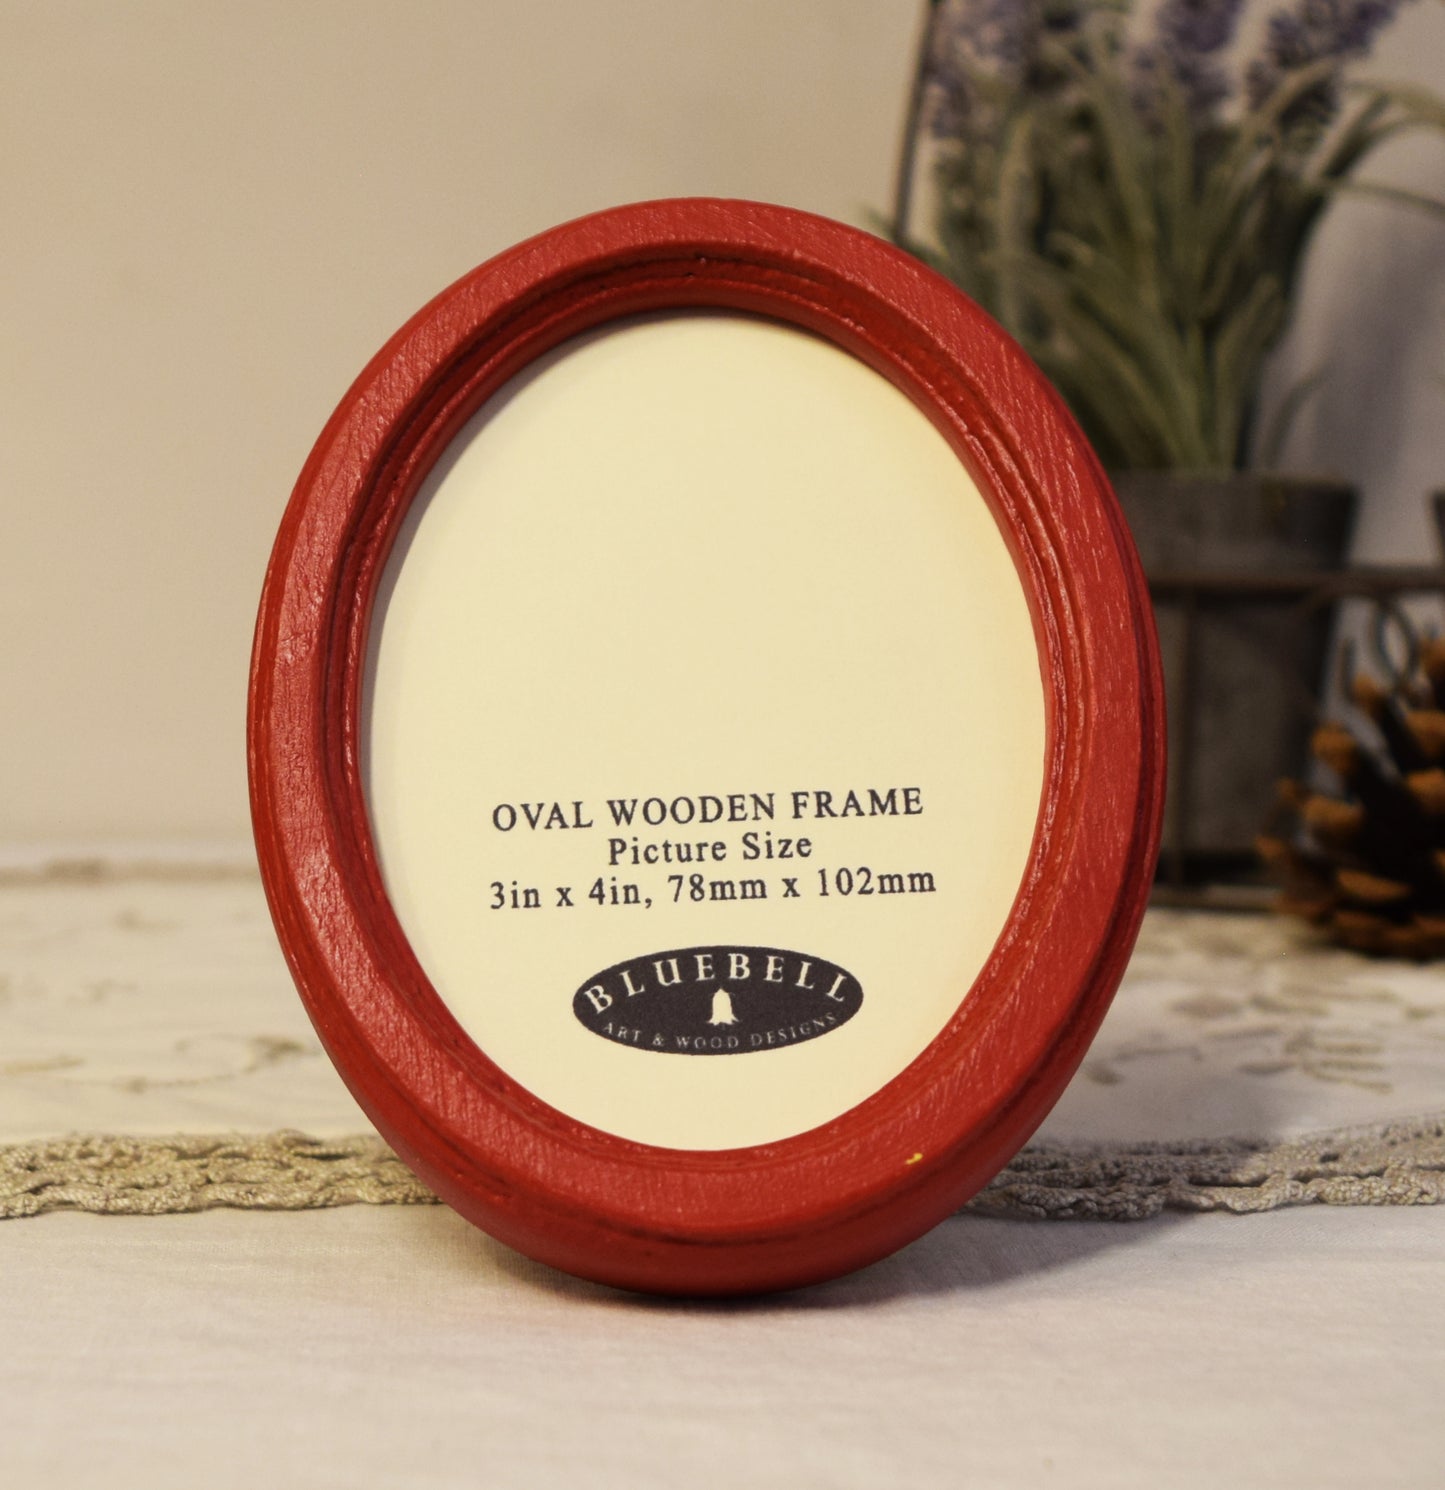 OVAL WOODEN FRAME
Picture Size
3in x 4in, 78mm x 102mm
BLUEBELL
ART & WOOD DESIGNS